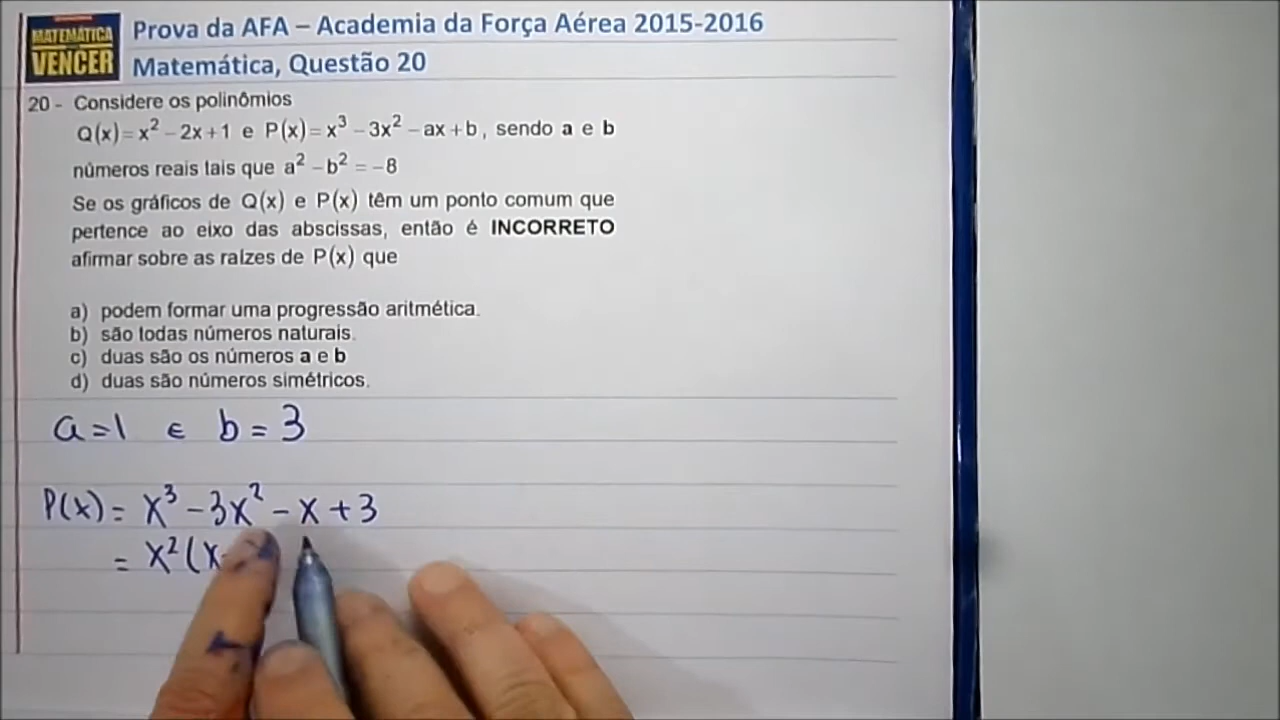 MATEMÁTICA
VENCER
Prova da AFA – Academia da Força Aérea 2015-2016
Matemática, Questão 20
20 - Considere os polinômios
Q(x) = x² - 2x + 1 e P(x) = x³ - 3x² - ax + b, sendo a e b
números reais tais que a² - b² = -8
Se os gráficos de Q(x) e P(x) têm um ponto comum que
pertence ao eixo das abscissas, então é INCORRETO
afirmar sobre as raízes de P(x) que
a) podem formar uma progressão aritmética.
b) são todas números naturais.
c) duas são os números a e b
d) duas são números simétricos.
a = 1 e b = 3
P(x) = x³ - 3x² - x + 3
= x² (x